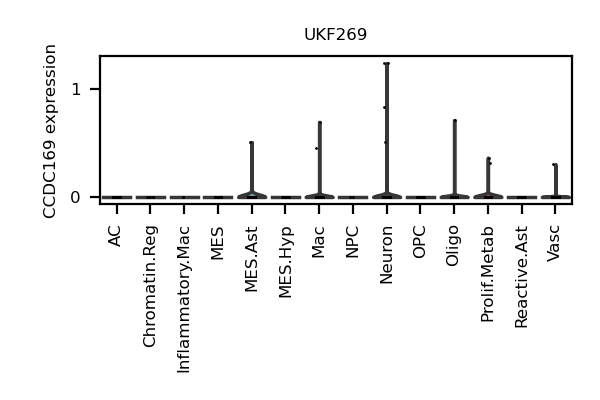 UKF269
CCDC169 expression
1
0
AC
Chromatin.Reg
Inflammatory.Mac
MES
MES.Ast
MES.Hyp
Mac
NPC
Neuron
OPC
Oligo
Prolif.Metab
Reactive.Ast
Vasc